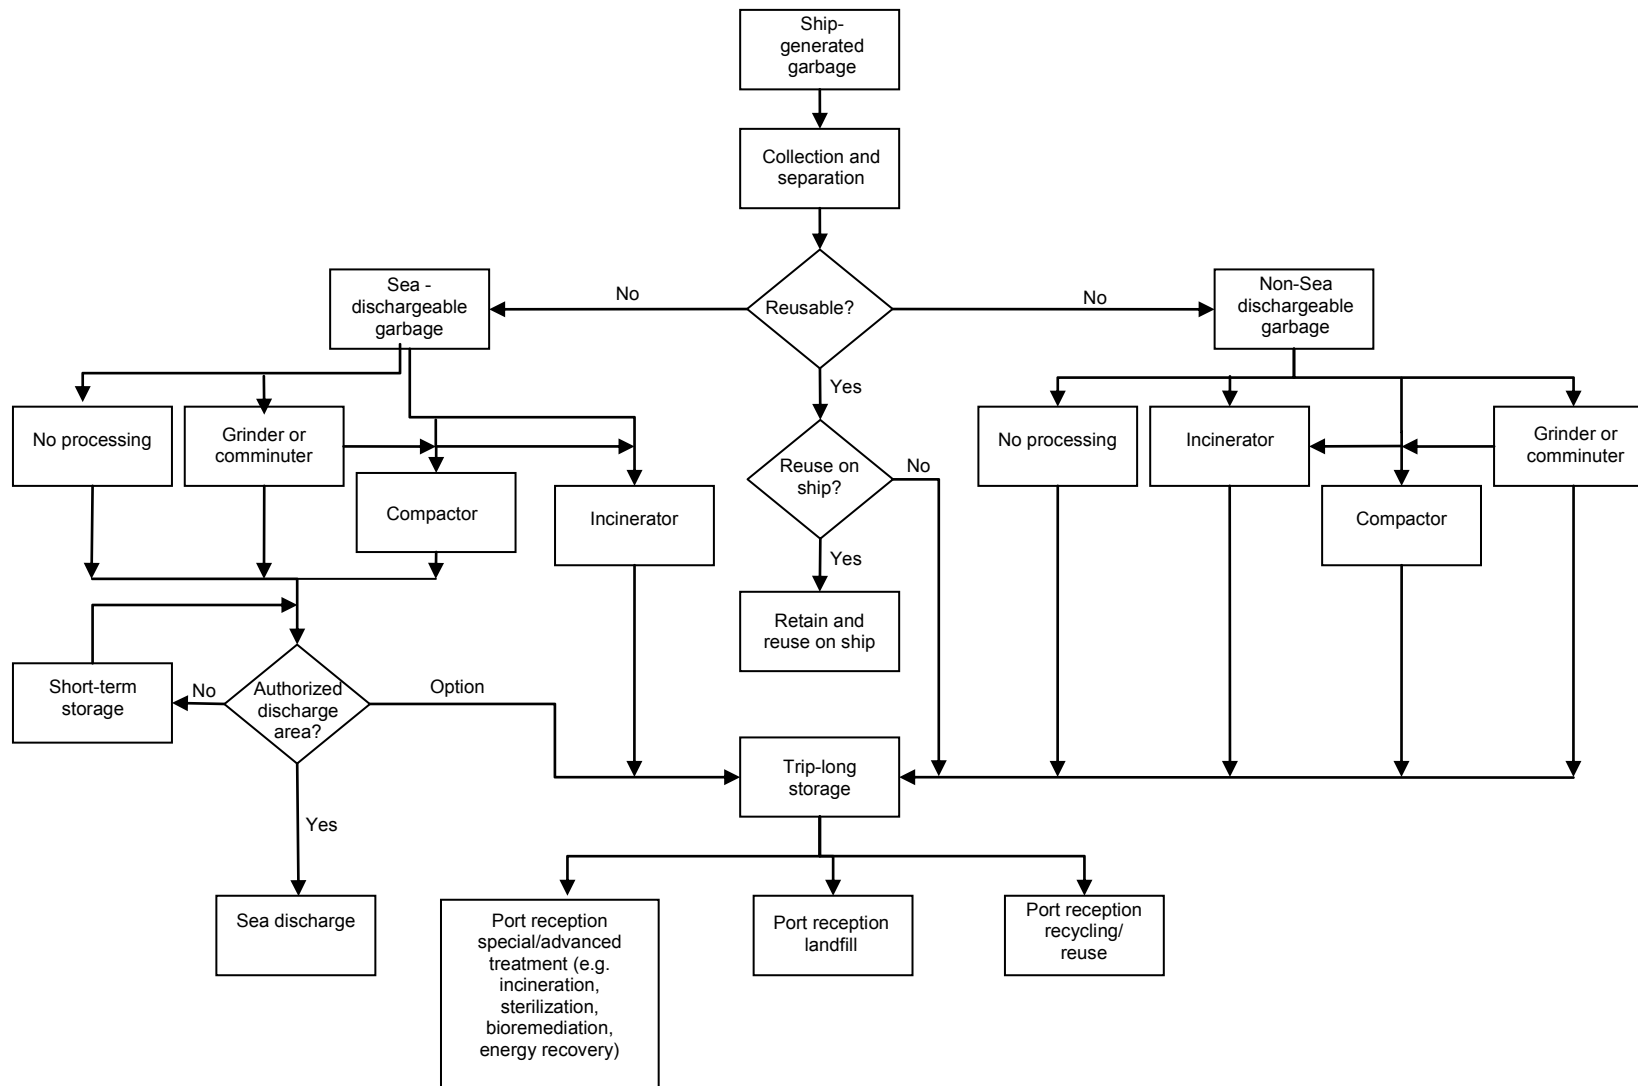 Ship-
generated
garbage
Collection and
separation
Sea -
dischargeable
garbage
No
Reusable?
No
Non-Sea
dischargeable
garbage
Yes
No processing
Grinder or
comminuter
Compactor
Incinerator
Reuse on
ship?
No
No processing
Incinerator
Compactor
Grinder or
comminuter
Yes
Retain and
reuse on ship
Short-term
storage
No
Authorized
discharge
area?
Option
Trip-long
storage
Yes
Sea discharge
Port reception
special/advanced
treatment (e.g.
incineration,
sterilization,
bioremediation,
energy recovery)
Port reception
landfill
Port reception
recycling/
reuse